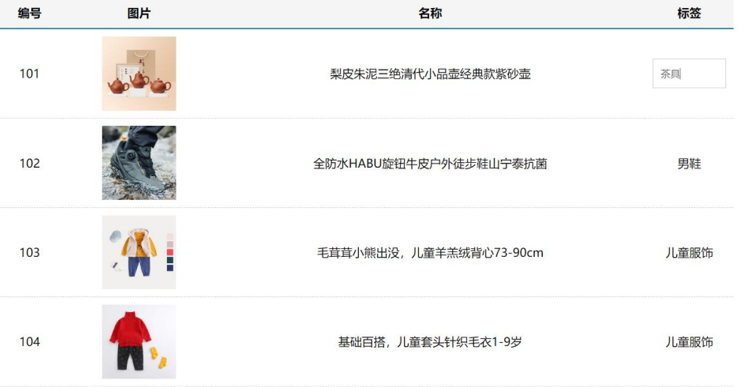 编号 图片 名称 标签
101 梨皮朱泥三绝清代小品壶经典款紫砂壶 茶具
102 全防水HABU旋钮牛皮户外徒步鞋山宁泰抗菌 男鞋
103 毛茸茸小熊出没，儿童羊羔绒背心73-90cm 儿童服饰
104 基础百搭，儿童套头针织毛衣1-9岁 儿童服饰